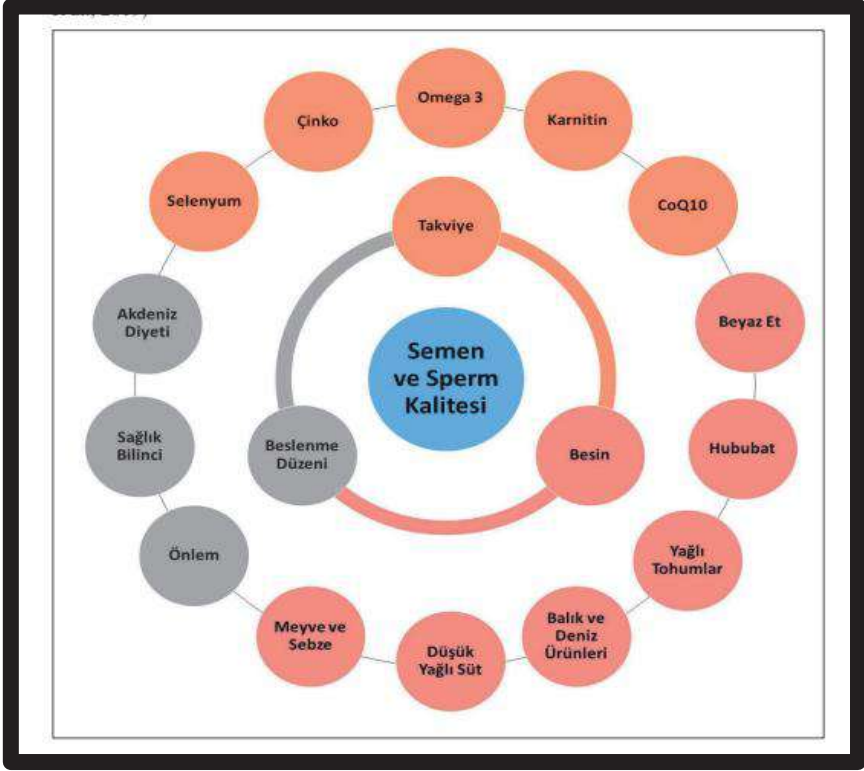 Omega 3
Karnitin
CoQ10
Beyaz Et
Hububat
Yağlı
Tohumlar
Balık ve
Deniz
Ürünleri
Düşük
Yağlı Süt
Meyve ve
Sebze
Önlem
Sağlık
Bilinci
Akdeniz
Diyeti
Selenyum
Çinko
Takviye
Besin
Beslenme
Düzeni
Semen
ve Sperm
Kalitesi